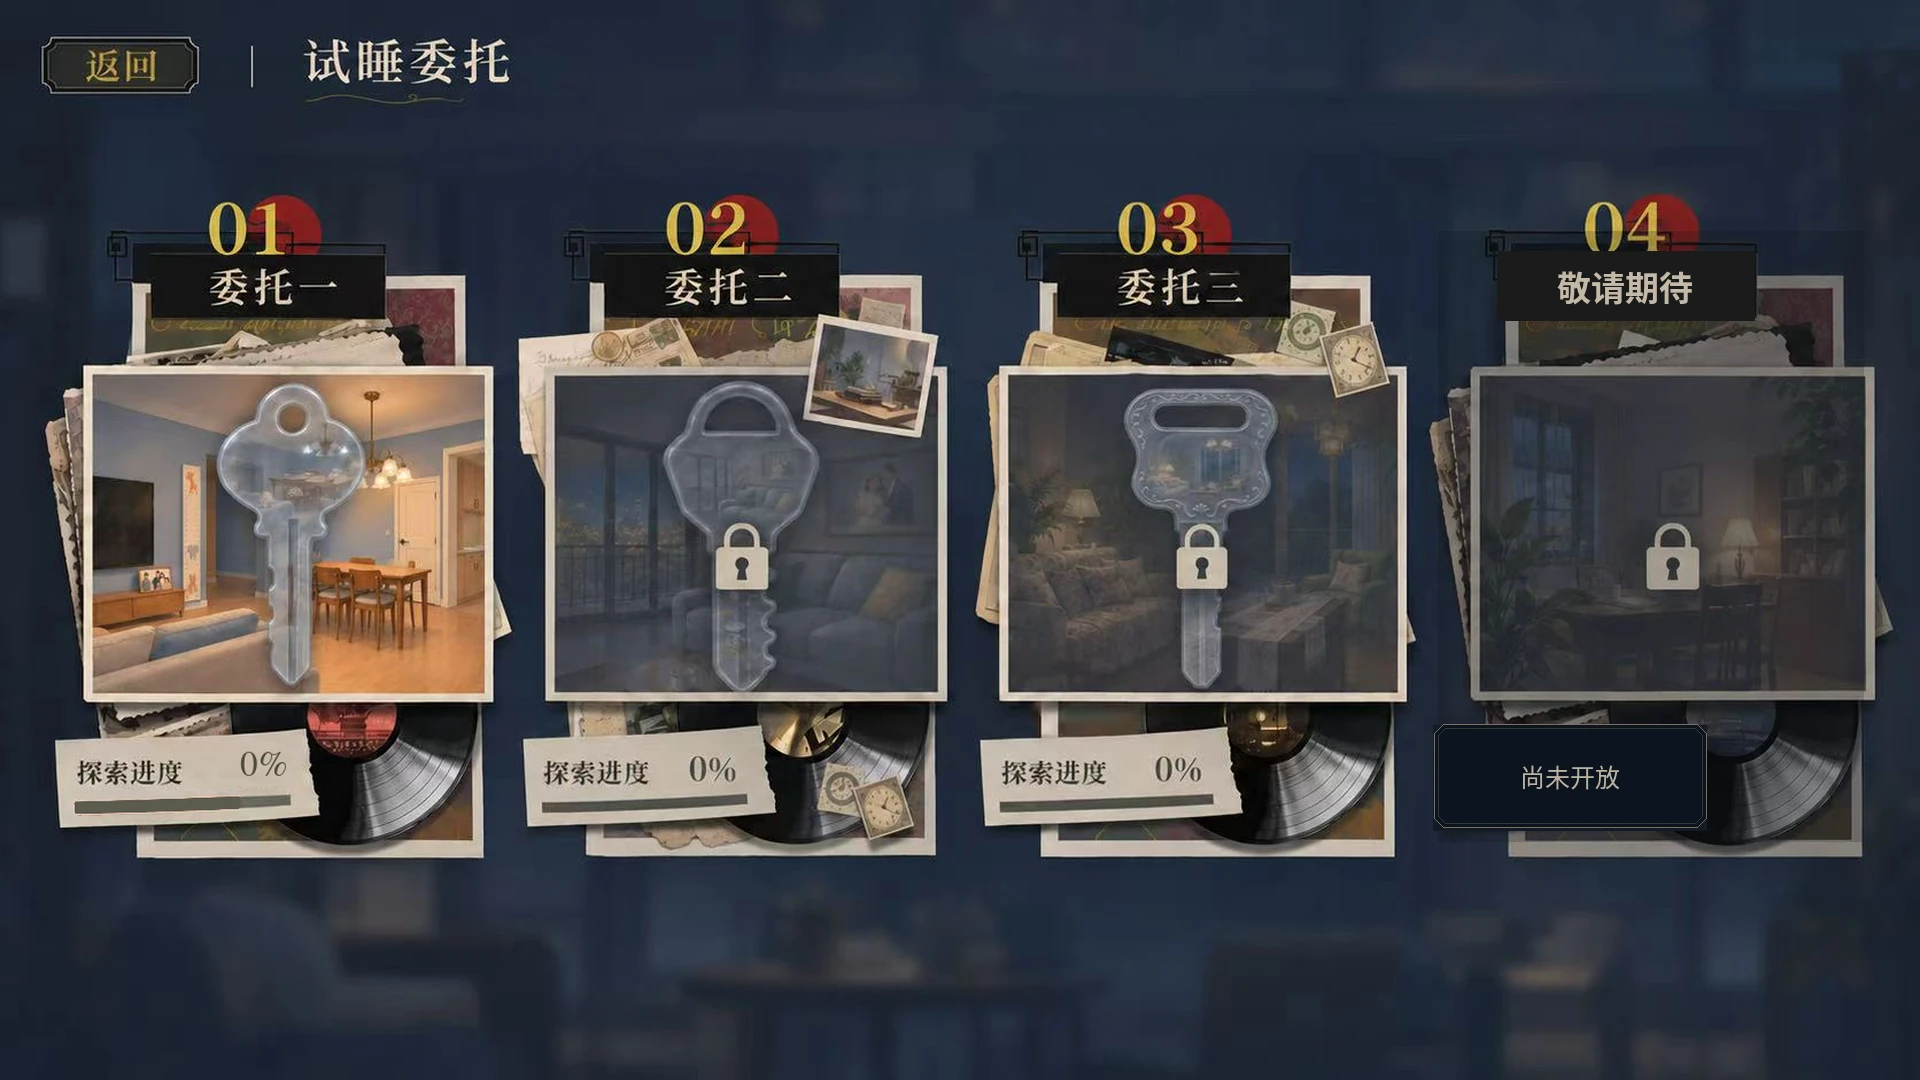 返回
试睡委托
01
委托一
02
委托二
03
委托三
04
敬请期待
探索进度 0%
探索进度 0%
探索进度 0%
尚未开放